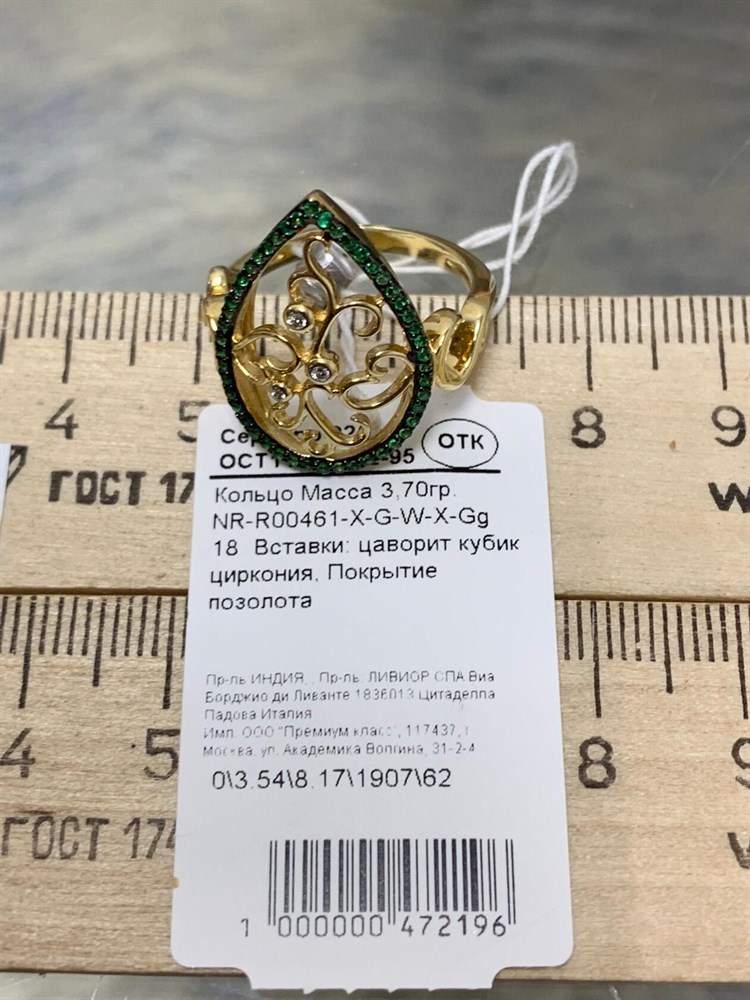 4 5 8 9
Сер
ОТК
ОСТ1 -95
ГОСТ 17
Кольцо Масса 3,70гр.
NR-R00461-X-G-W-X-Gg
18 Вставки: цаворит кубик
циркония, Покрытие
позолота
Пр-ль ИНДИЯ, , Пр-ль. ЛИВИОР СПА Виа
Борджио ди Ливанте 1836013 Цитаделла
Падова Италия
Имп. ООО "Премиум класс", 117437, г
Москва, ул. Академика Волгина, 31-2-4
4 5 8
0\3.54\8.17\1907\62
ГОСТ 174
1 000000 472196